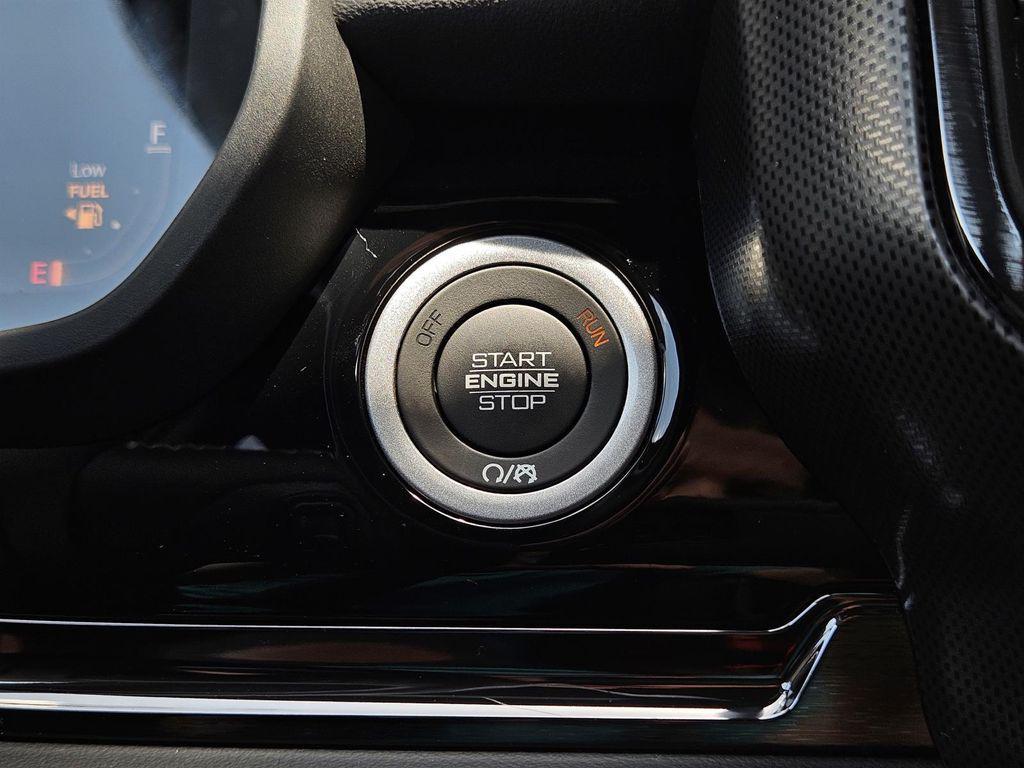 F
Low
FUEL
E
OFF
RUN
START
ENGINE
STOP